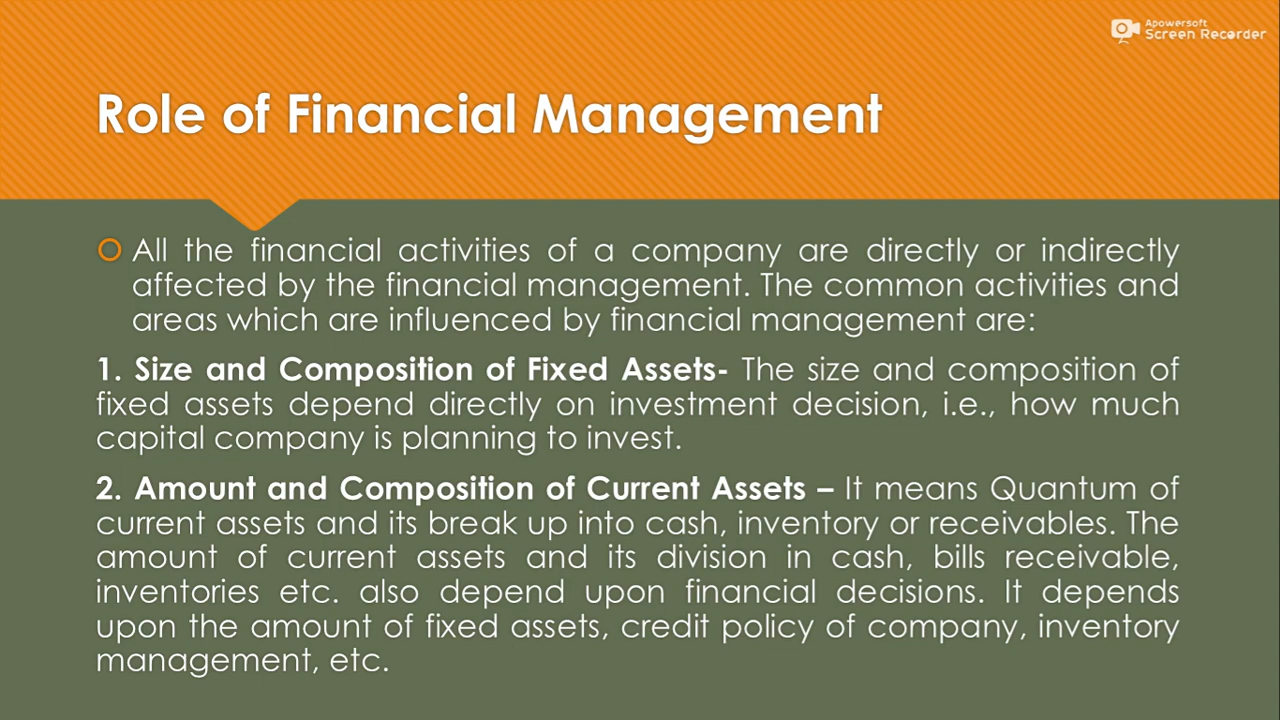 Apowersoft
Screen Recorder
Role of Financial Management
All the financial activities of a company are directly or indirectly
affected by the financial management. The common activities and
areas which are influenced by financial management are:
1. Size and Composition of Fixed Assets- The size and composition of
fixed assets depend directly on investment decision, i.e., how much
capital company is planning to invest.
2. Amount and Composition of Current Assets – It means Quantum of
current assets and its break up into cash, inventory or receivables. The
amount of current assets and its division in cash, bills receivable,
inventories etc. also depend upon financial decisions. It depends
upon the amount of fixed assets, credit policy of company, inventory
management, etc.